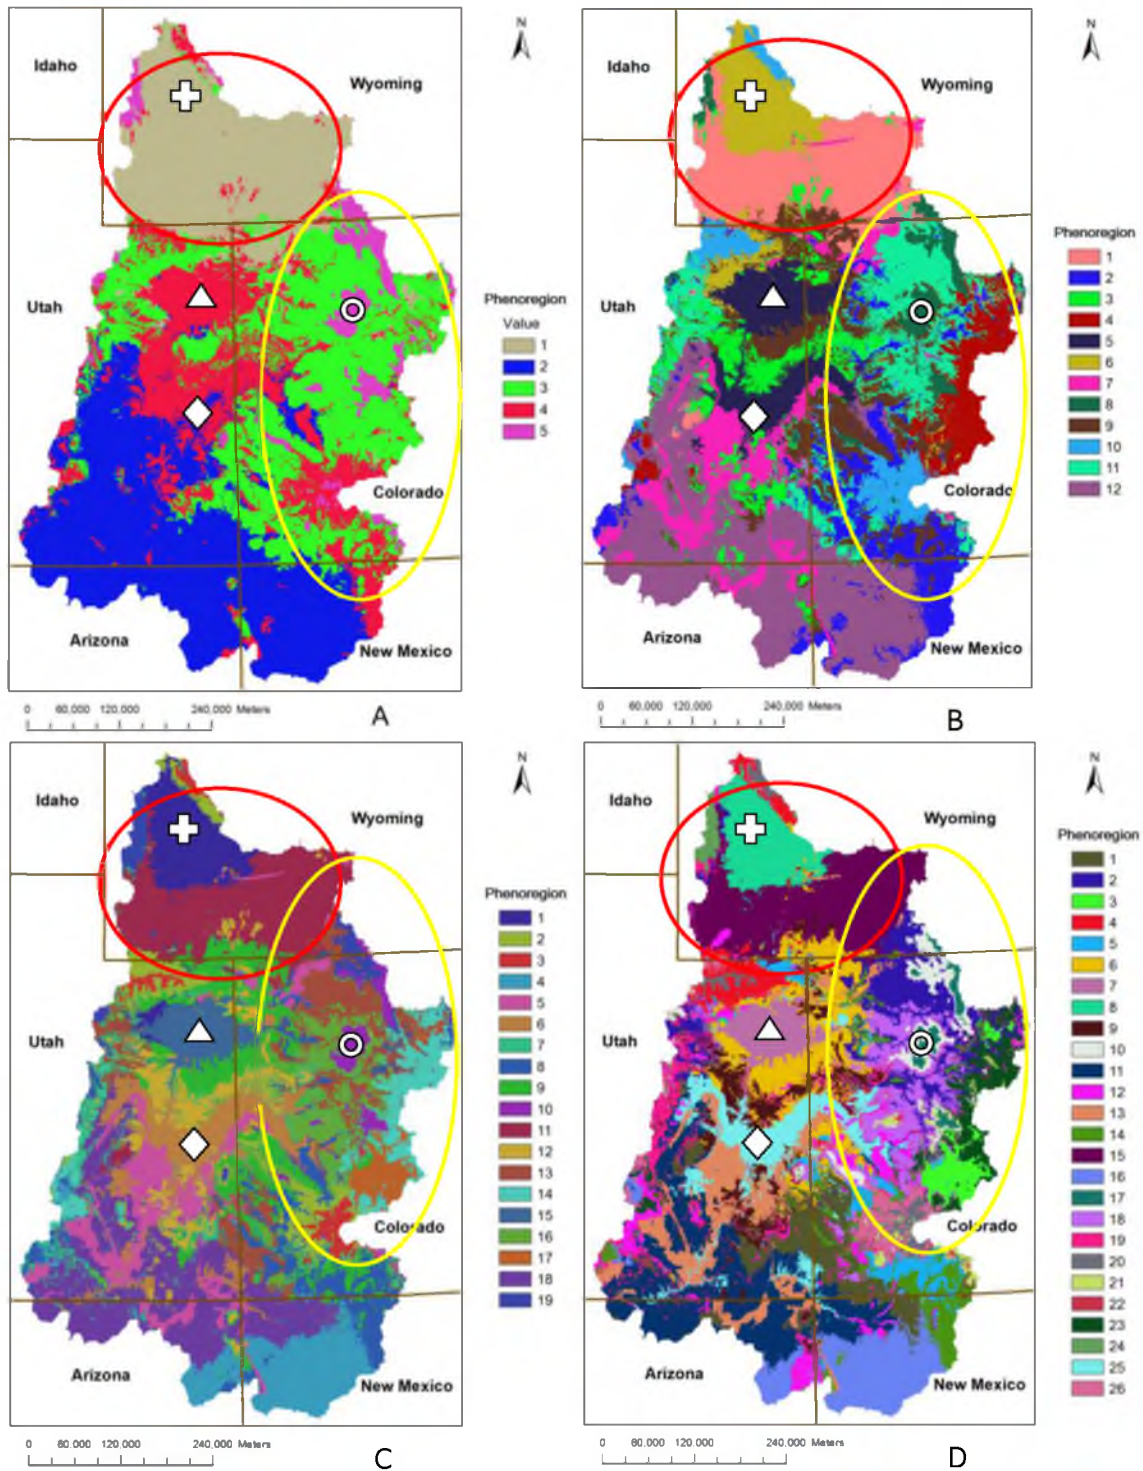 N
Idaho
Wyoming
Utah
Colorado
Arizona
New Mexico
Phenoregion
Value
1
2
3
4
5
0 60,000 120,000 240,000 Meters
A
N
Idaho
Wyoming
Utah
Colorado
Arizona
New Mexico
Phenoregion
1
2
3
4
5
6
7
8
9
10
11
12
0 60,000 120,000 240,000 Meters
B
N
Idaho
Wyoming
Utah
Colorado
Arizona
New Mexico
Phenoregion
1
2
3
4
5
6
7
8
9
10
11
12
13
14
15
16
17
18
19
0 60,000 120,000 240,000 Meters
C
N
Idaho
Wyoming
Utah
Colorado
Arizona
New Mexico
Phenoregion
1
2
3
4
5
6
7
8
9
10
11
12
13
14
15
16
17
18
19
20
21
22
23
24
25
26
0 60,000 120,000 240,000 Meters
D